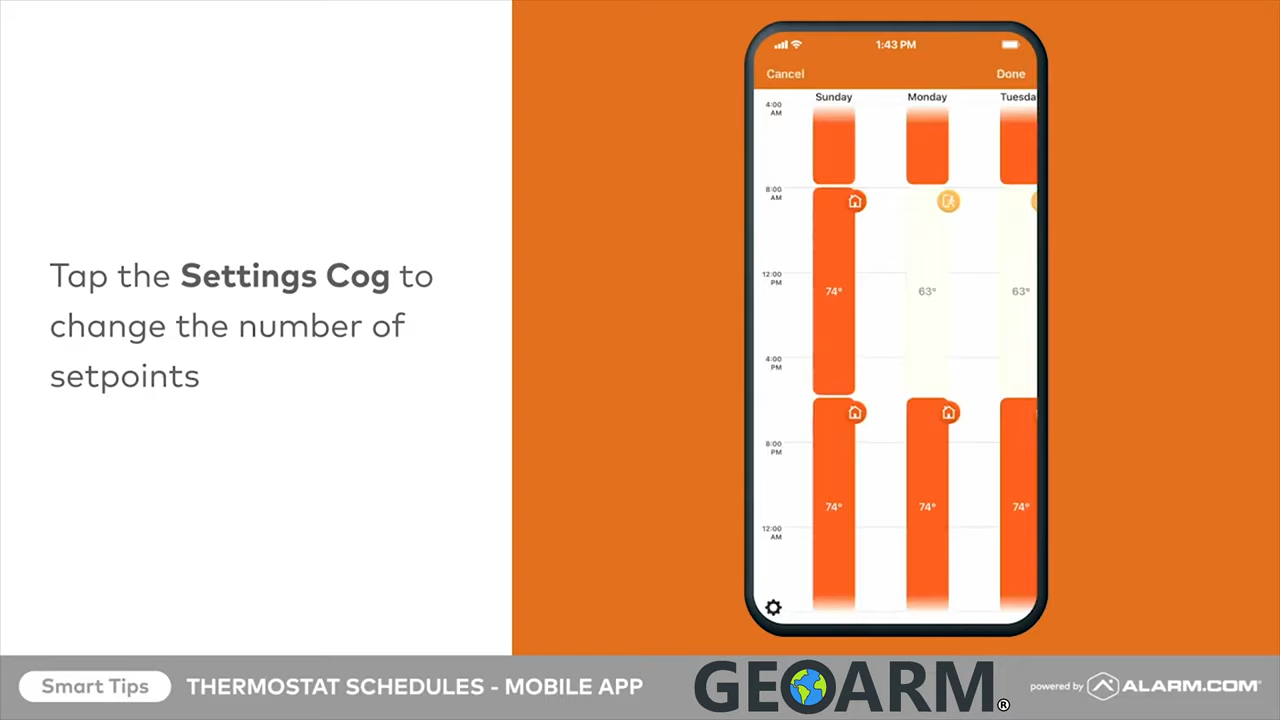 Tap the Settings Cog to
change the number of
setpoints
1:43 PM
Cancel
Done
Sunday
Monday
Tuesda
4:00
AM
8:00
AM
12:00
PM
74°
63°
63°
4:00
PM
8:00
PM
74°
74°
74°
12:00
AM
Smart Tips
THERMOSTAT SCHEDULES - MOBILE APP
GEOARM®
powered by ALARM.COM®